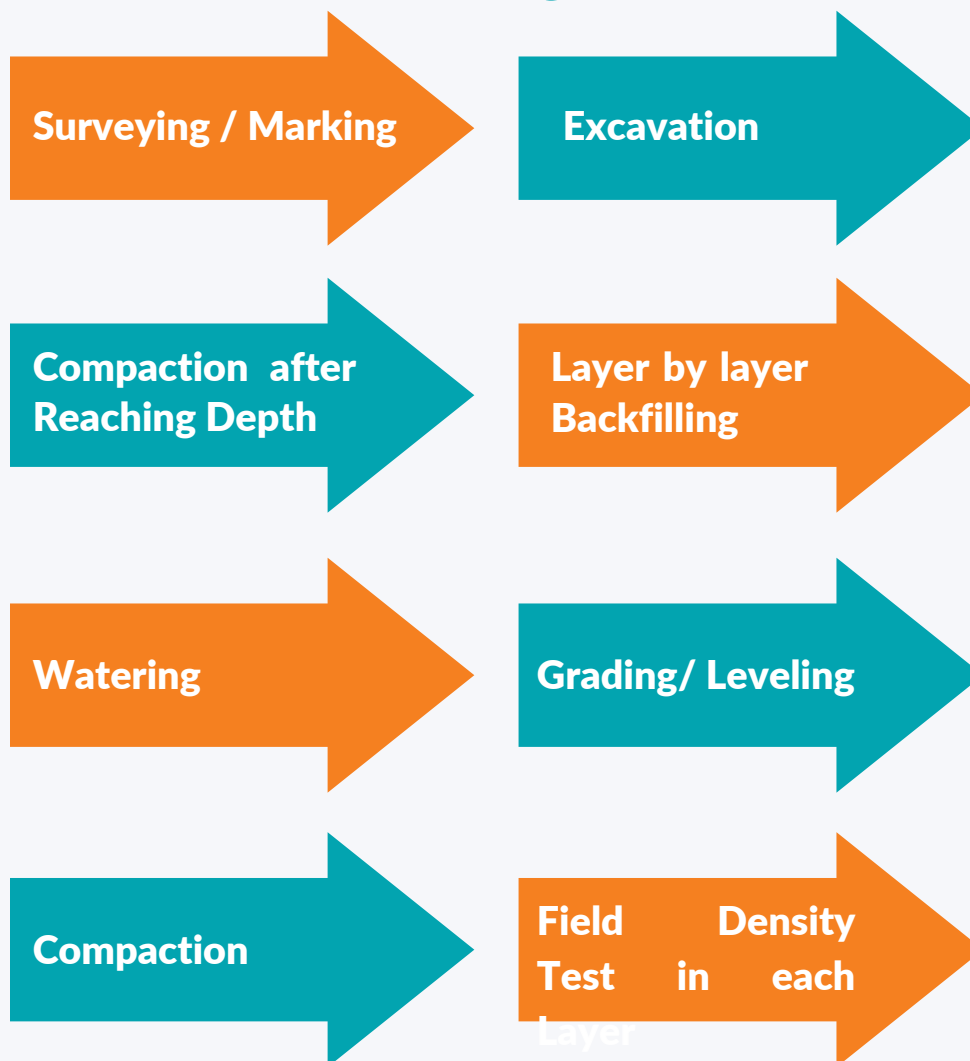 Surveying / Marking
Excavation
Compaction after
Reaching Depth
Layer by layer
Backfilling
Watering
Grading/ Leveling
Compaction
Field Density
Test in each
Layer